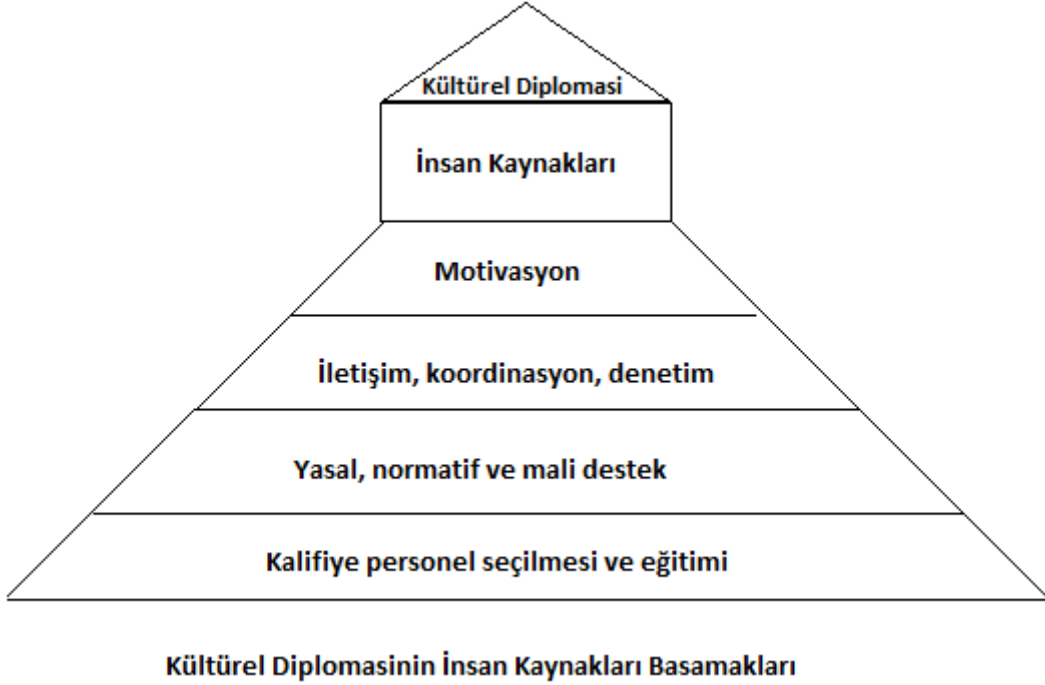 Kültürel Diplomasi
İnsan Kaynakları
Motivasyon
İletişim, koordinasyon, denetim
Yasal, normatif ve mali destek
Kalifiye personel seçilmesi ve eğitimi
Kültürel Diplomasinin İnsan Kaynakları Basamakları